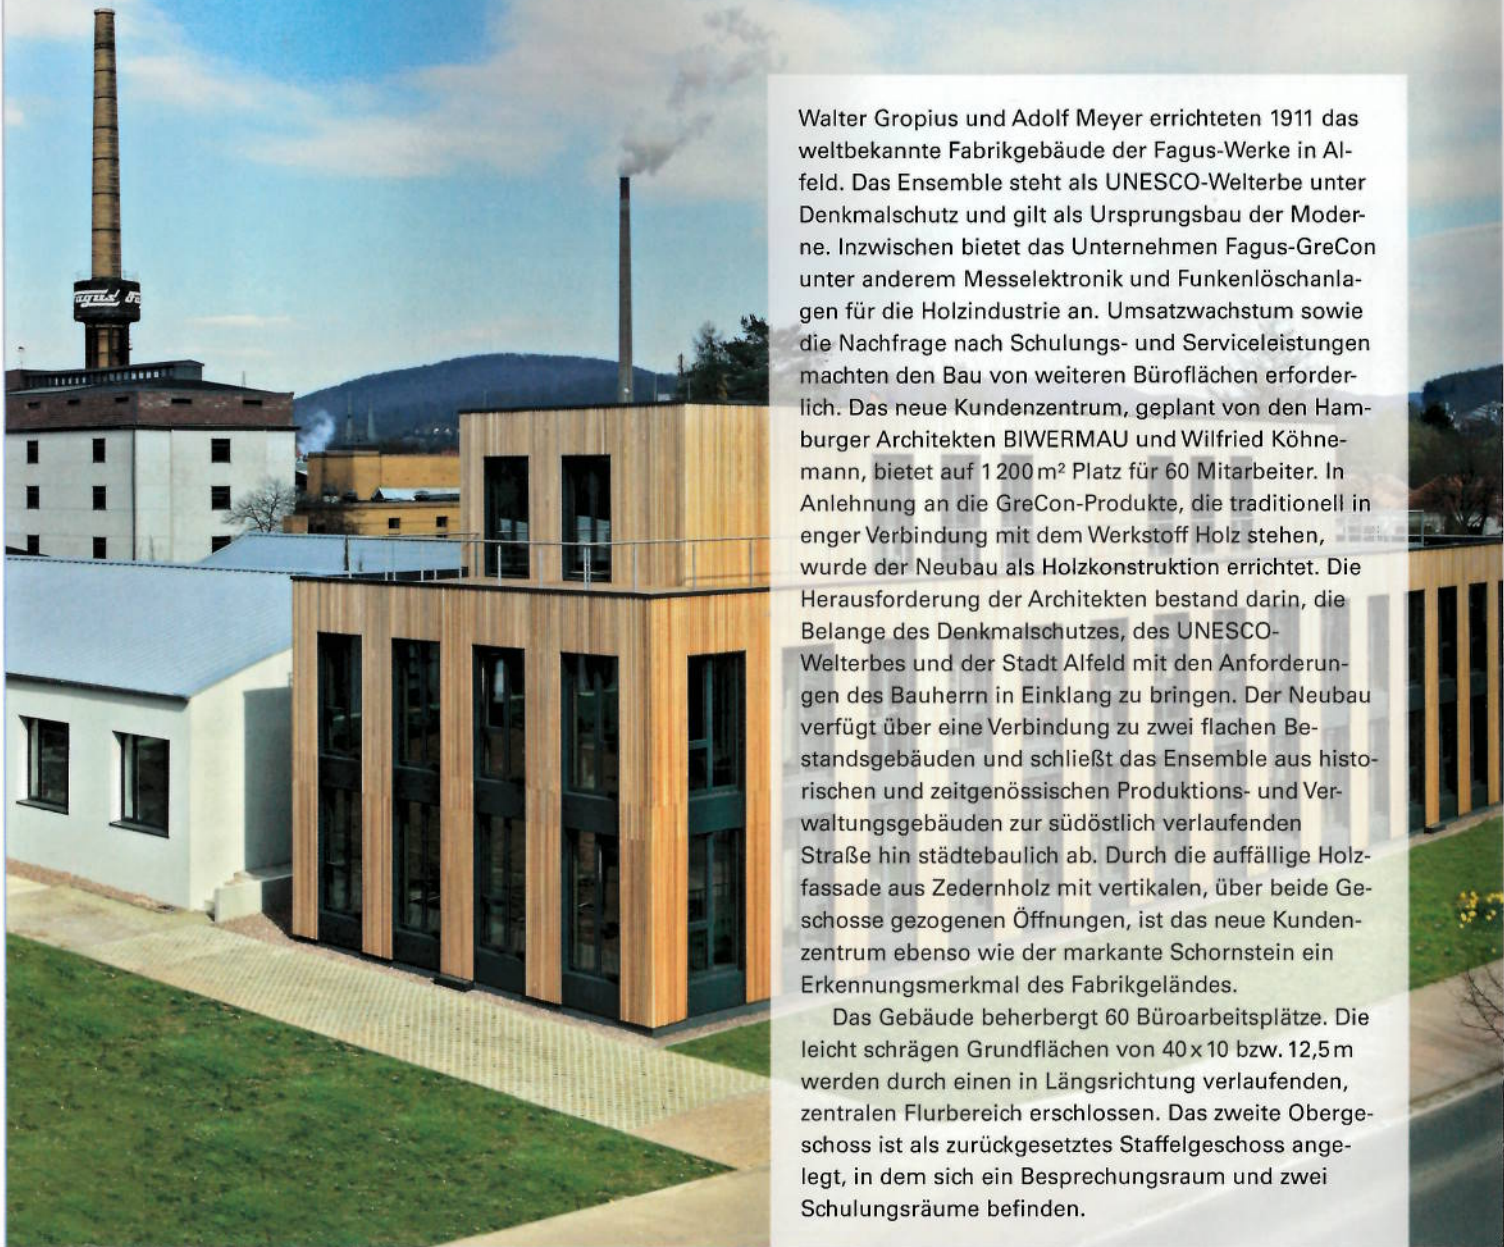 fagus
Walter Gropius und Adolf Meyer errichteten 1911 das
weltbekannte Fabrikgebäude der Fagus-Werke in Al-
feld. Das Ensemble steht als UNESCO-Welterbe unter
Denkmalschutz und gilt als Ursprungsbau der Moder-
ne. Inzwischen bietet das Unternehmen Fagus-GreCon
unter anderem Messelektronik und Funkenlöschanla-
gen für die Holzindustrie an. Umsatzwachstum sowie
die Nachfrage nach Schulungs- und Serviceleistungen
machten den Bau von weiteren Büroflächen erforder-
lich. Das neue Kundenzentrum, geplant von den Ham-
burger Architekten BIWERMAU und Wilfried Köhne-
mann, bietet auf 1 200 m² Platz für 60 Mitarbeiter. In
Anlehnung an die GreCon-Produkte, die traditionell in
enger Verbindung mit dem Werkstoff Holz stehen,
wurde der Neubau als Holzkonstruktion errichtet. Die
Herausforderung der Architekten bestand darin, die
Belange des Denkmalschutzes, des UNESCO-
Welterbes und der Stadt Alfeld mit den Anforderun-
gen des Bauherrn in Einklang zu bringen. Der Neubau
verfügt über eine Verbindung zu zwei flachen Be-
standsgebäuden und schließt das Ensemble aus histo-
rischen und zeitgenössischen Produktions- und Ver-
waltungsgebäuden zur südöstlich verlaufenden
Straße hin städtebaulich ab. Durch die auffällige Holz-
fassade aus Zedernholz mit vertikalen, über beide Ge-
schosse gezogenen Öffnungen, ist das neue Kunden-
zentrum ebenso wie der markante Schornstein ein
Erkennungsmerkmal des Fabrikgeländes.
Das Gebäude beherbergt 60 Büroarbeitsplätze. Die
leicht schrägen Grundflächen von 40 x 10 bzw. 12,5 m
werden durch einen in Längsrichtung verlaufenden,
zentralen Flurbereich erschlossen. Das zweite Oberge-
schoss ist als zurückgesetztes Staffelgeschoss ange-
legt, in dem sich ein Besprechungsraum und zwei
Schulungsräume befinden.